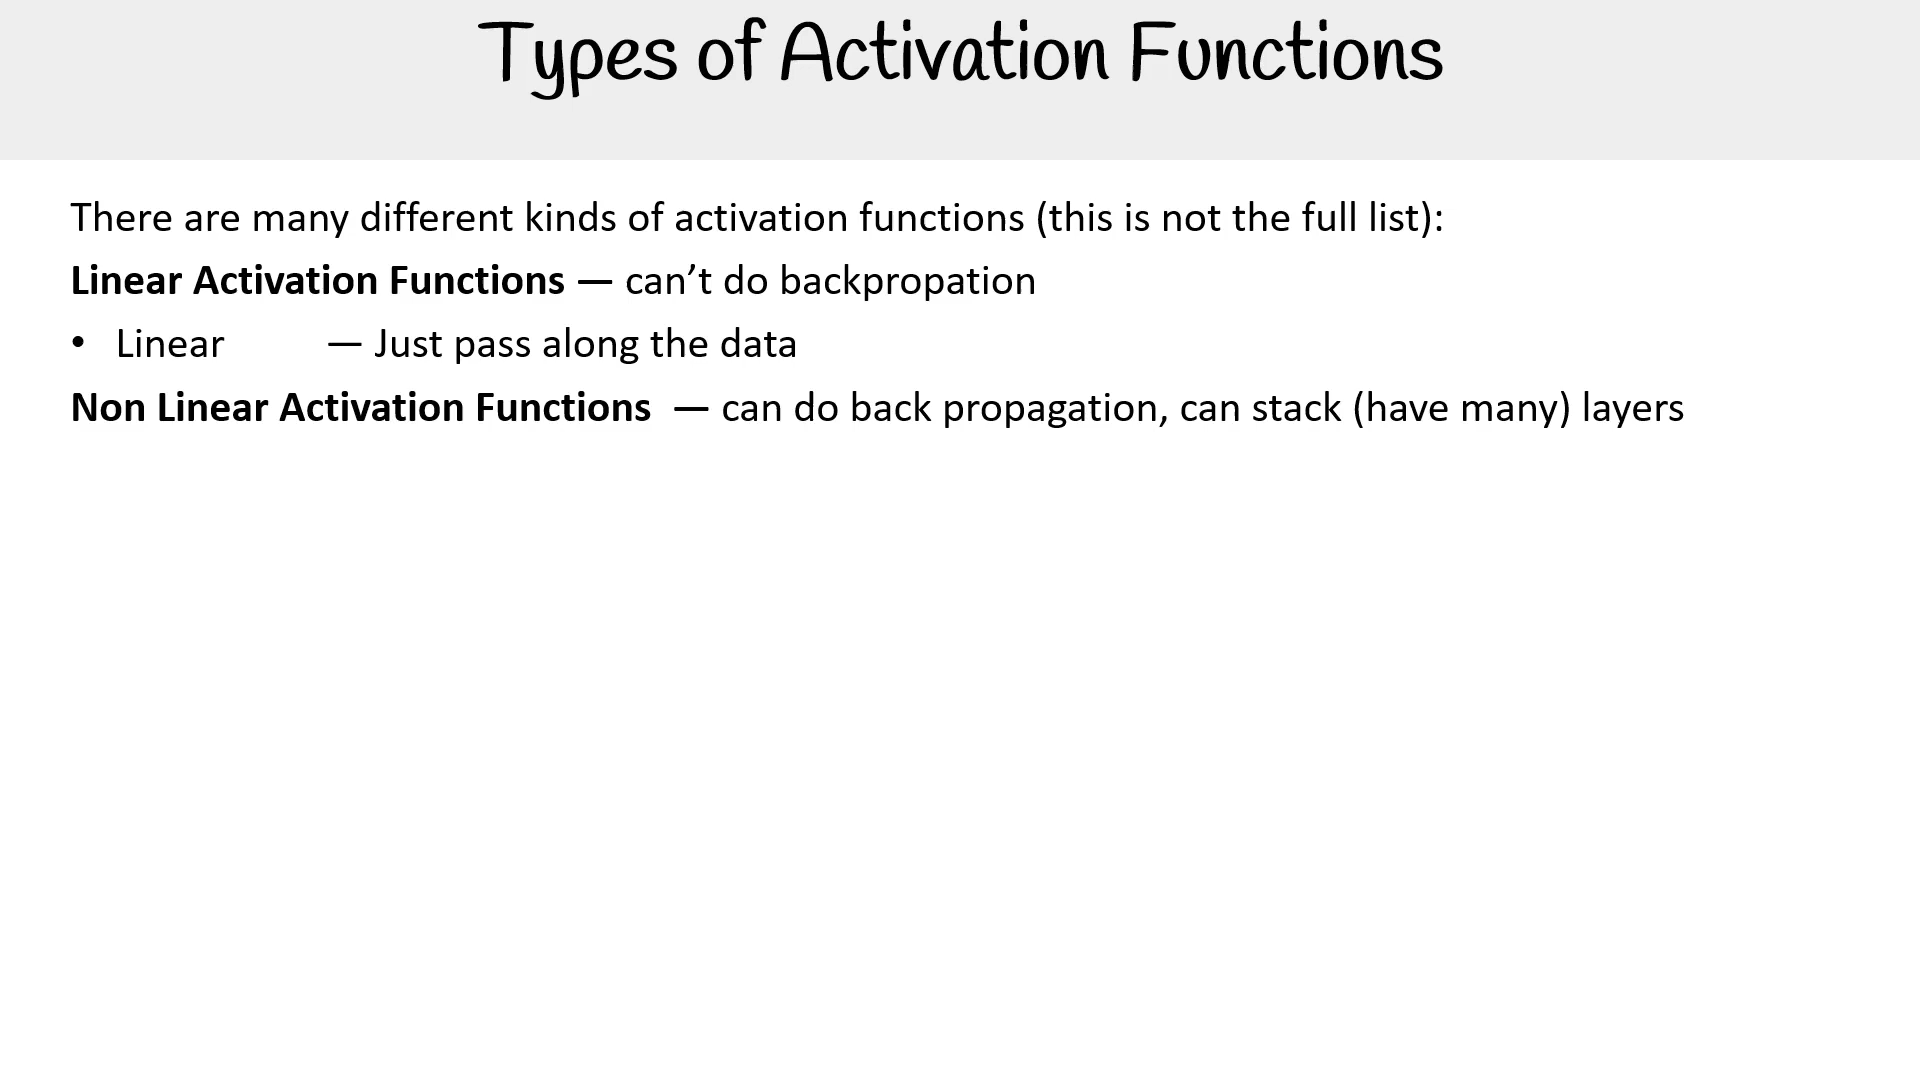 Types of Activation Functions
There are many different kinds of activation functions (this is not the full list):
Linear Activation Functions — can’t do backpropation
• Linear — Just pass along the data
Non Linear Activation Functions — can do back propagation, can stack (have many) layers